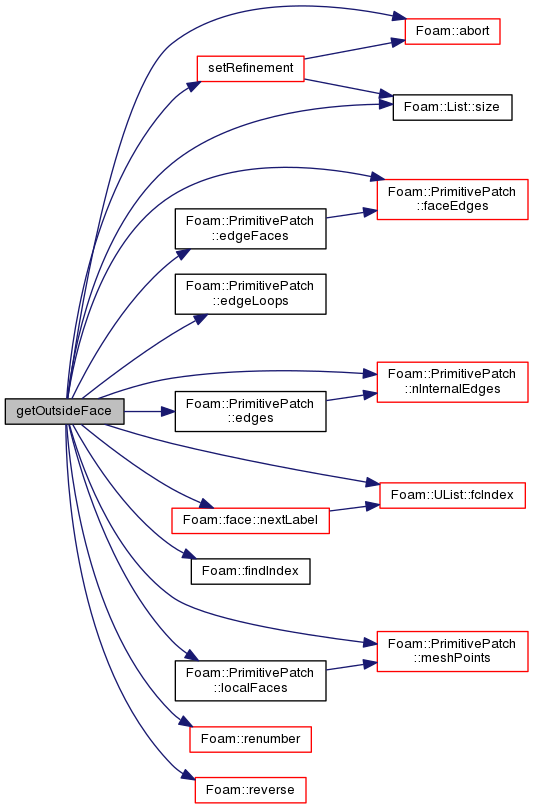 Foam::abort
setRefinement
Foam::List::size
Foam::PrimitivePatch
::faceEdges
Foam::PrimitivePatch
::edgeFaces
Foam::PrimitivePatch
::edgeLoops
Foam::PrimitivePatch
::nInternalEdges
getOutsideFace
Foam::PrimitivePatch
::edges
Foam::UList::fcIndex
Foam::face::nextLabel
Foam::findIndex
Foam::PrimitivePatch
::meshPoints
Foam::PrimitivePatch
::localFaces
Foam::renumber
Foam::reverse